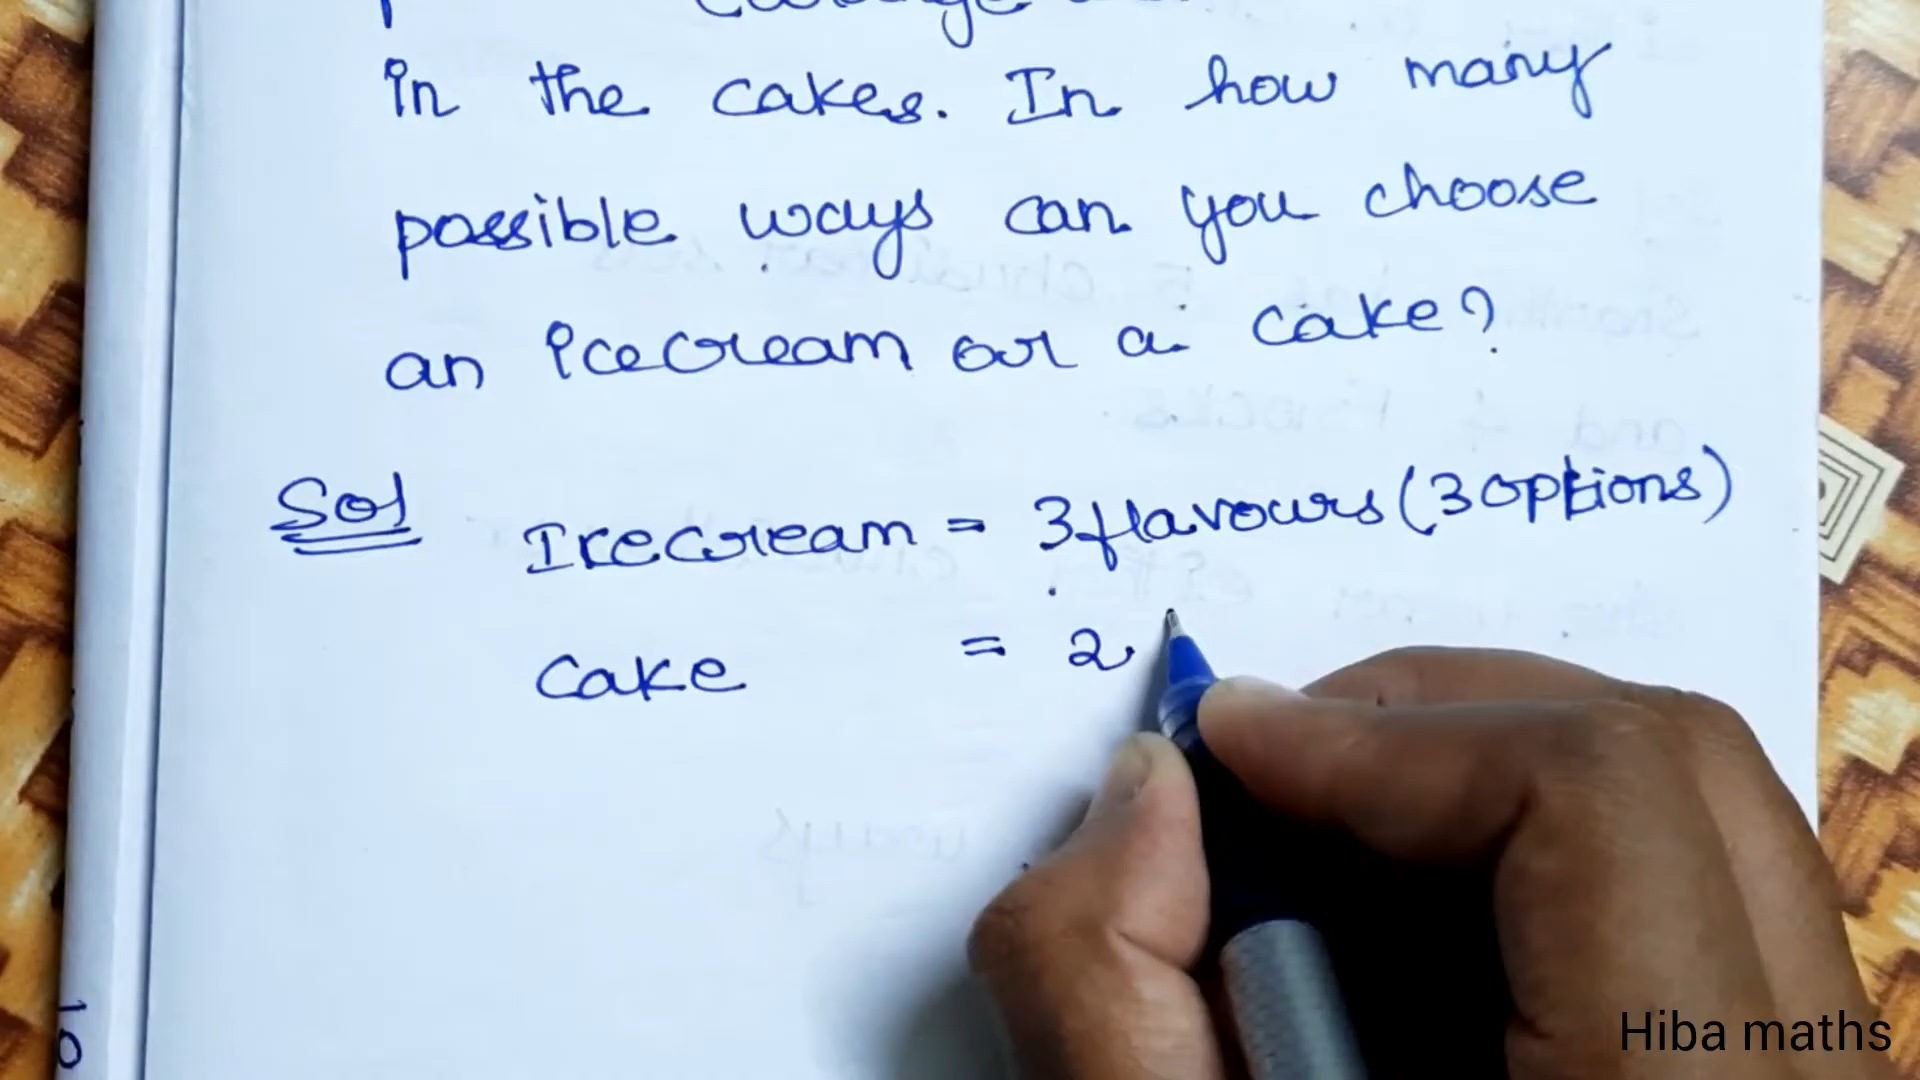 in the cakes. In how many
possible ways can you choose
an icecream or a cake?
Sol Icecream = 3 flavours (3 options)
Cake = 2
10
Hiba maths